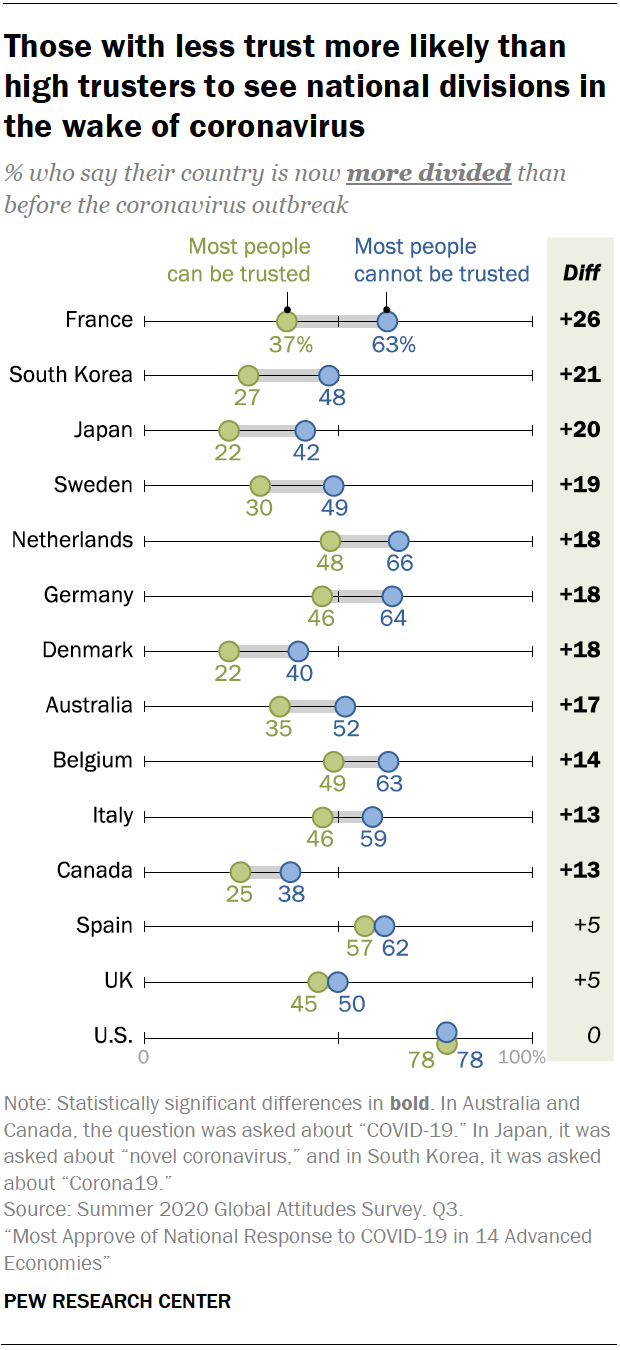 Those with less trust more likely than
high trusters to see national divisions in
the wake of coronavirus
% who say their country is now more divided than
before the coronavirus outbreak
Most people can be trusted
Most people cannot be trusted
Diff
France 37% 63% +26
South Korea 27 48 +21
Japan 22 42 +20
Sweden 30 49 +19
Netherlands 48 66 +18
Germany 46 64 +18
Denmark 22 40 +18
Australia 35 52 +17
Belgium 49 63 +14
Italy 46 59 +13
Canada 25 38 +13
Spain 57 62 +5
UK 45 50 +5
U.S. 78 78 0
0 100%
Note: Statistically significant differences in bold. In Australia and
Canada, the question was asked about “COVID-19.” In Japan, it was
asked about “novel coronavirus,” and in South Korea, it was asked
about “Corona19.”
Source: Summer 2020 Global Attitudes Survey. Q3.
“Most Approve of National Response to COVID-19 in 14 Advanced
Economies”
PEW RESEARCH CENTER